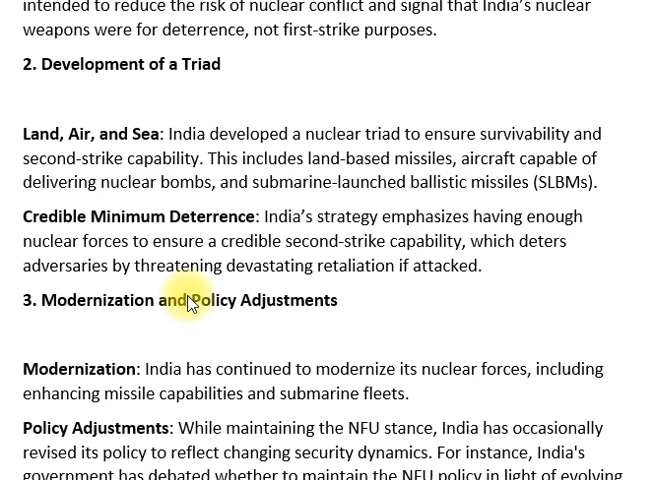 intended to reduce the risk of nuclear conflict and signal that India’s nuclear
weapons were for deterrence, not first-strike purposes.
2. Development of a Triad
Land, Air, and Sea: India developed a nuclear triad to ensure survivability and
second-strike capability. This includes land-based missiles, aircraft capable of
delivering nuclear bombs, and submarine-launched ballistic missiles (SLBMs).
Credible Minimum Deterrence: India’s strategy emphasizes having enough
nuclear forces to ensure a credible second-strike capability, which deters
adversaries by threatening devastating retaliation if attacked.
3. Modernization and Policy Adjustments
Modernization: India has continued to modernize its nuclear forces, including
enhancing missile capabilities and submarine fleets.
Policy Adjustments: While maintaining the NFU stance, India has occasionally
revised its policy to reflect changing security dynamics. For instance, India's
government has debated whether to maintain the NFU policy in light of evolving